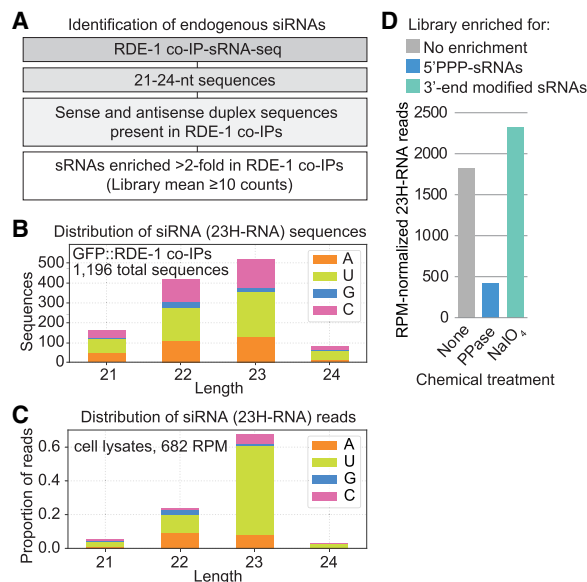 A
Identification of endogenous siRNAs
RDE-1 co-IP-sRNA-seq
21-24-nt sequences
Sense and antisense duplex sequences
present in RDE-1 co-IPs
sRNAs enriched >2-fold in RDE-1 co-IPs
(Library mean ≥10 counts)
B
Distribution of siRNA (23H-RNA) sequences
GFP::RDE-1 co-IPs
1,196 total sequences
A
U
G
C
Sequences
500
400
300
200
100
0
21 22 23 24
Length
C
Distribution of siRNA (23H-RNA) reads
cell lysates, 682 RPM
A
U
G
C
Proportion of reads
0.6
0.4
0.2
0.0
21 22 23 24
Length
D
Library enriched for:
No enrichment
5'PPP-sRNAs
3'-end modified sRNAs
RPM-normalized 23H-RNA reads
2500
2000
1500
1000
500
0
None PPase NaIO₄
Chemical treatment